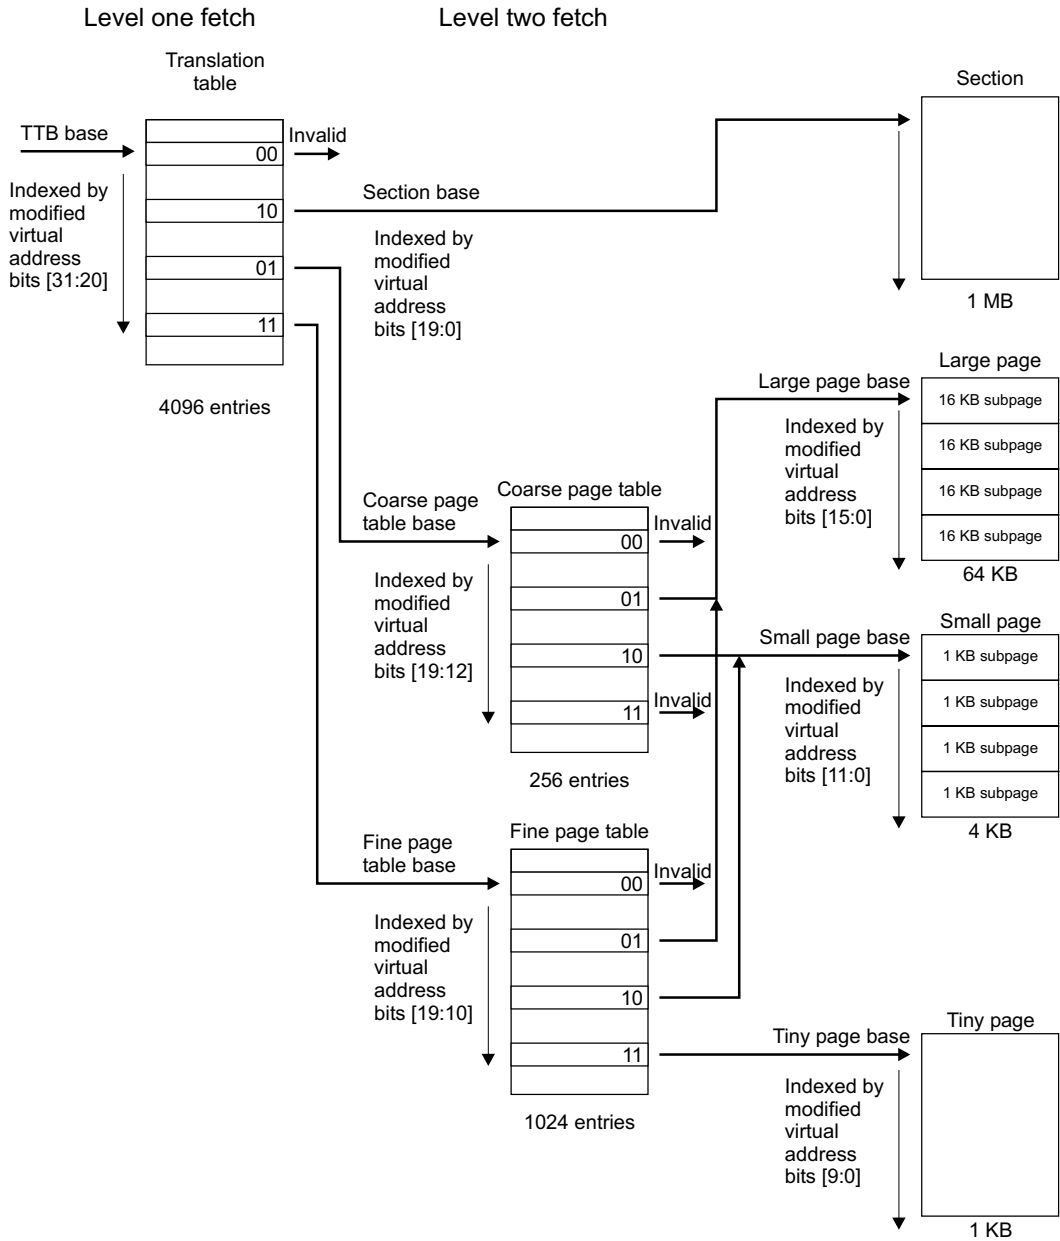 Level one fetch
Level two fetch
Translation
table
Section
TTB base
Invalid
00
Indexed by
modified
virtual
address
bits [31:20]
Section base
10
Indexed by
modified
virtual
address
bits [19:0]
01
11
1 MB
4096 entries
Large page
Large page base
16 KB subpage
16 KB subpage
16 KB subpage
16 KB subpage
Indexed by
modified
virtual
address
bits [15:0]
64 KB
Coarse page table
Coarse page
table base
Invalid
00
Indexed by
modified
virtual
address
bits [19:12]
01
10
11
Invalid
256 entries
Small page
Small page base
1 KB subpage
1 KB subpage
1 KB subpage
1 KB subpage
Indexed by
modified
virtual
address
bits [11:0]
4 KB
Fine page table
Fine page
table base
Invalid
00
Indexed by
modified
virtual
address
bits [19:10]
01
10
11
1024 entries
Tiny page
Tiny page base
Indexed by
modified
virtual
address
bits [9:0]
1 KB